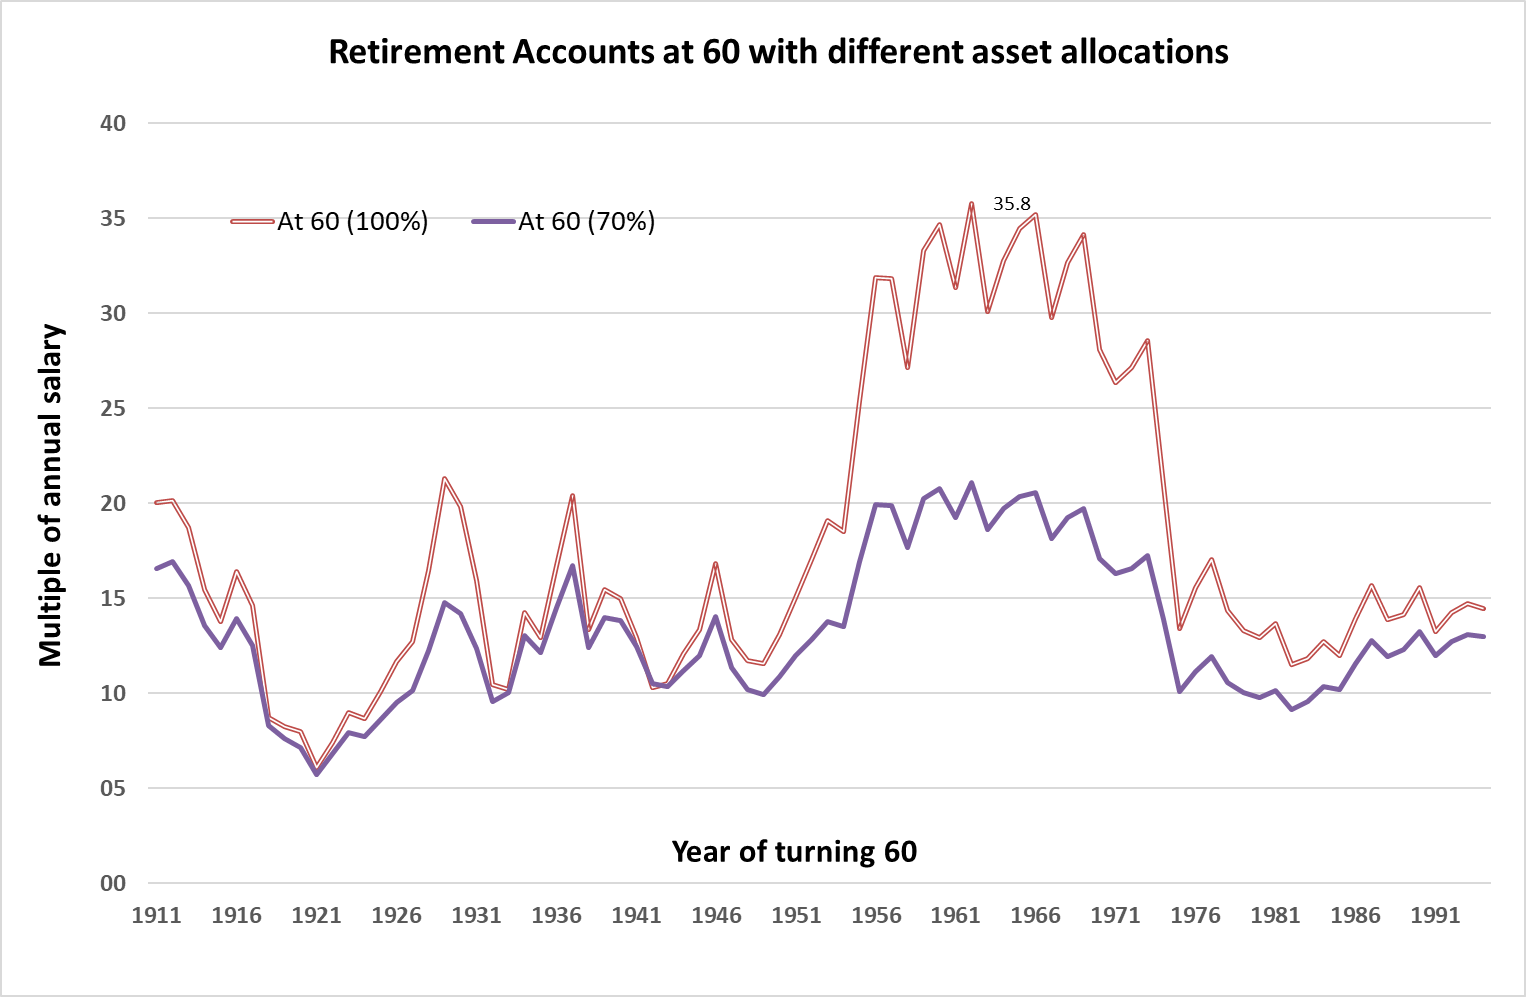 Retirement Accounts at 60 with different asset allocations
40
35
30
25
20
15
10
05
00
Multiple of annual salary
At 60 (100%) At 60 (70%)
35.8
Year of turning 60
1911 1916 1921 1926 1931 1936 1941 1946 1951 1956 1961 1966 1971 1976 1981 1986 1991